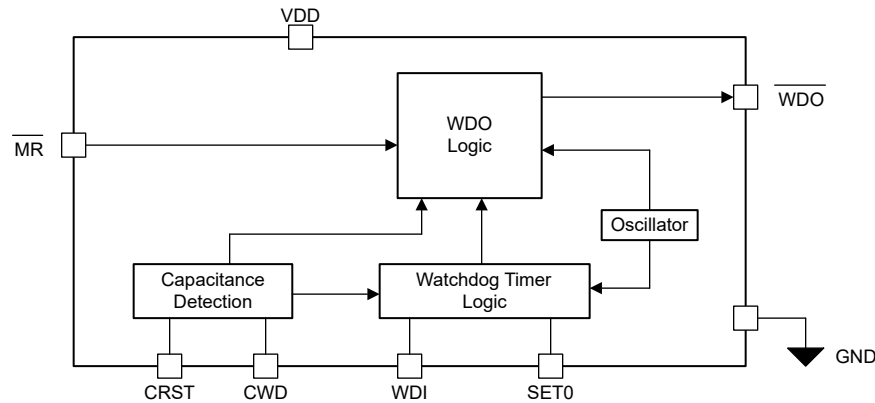 VDD
WDO
Logic
WDO
MR
Oscillator
Capacitance
Detection
Watchdog Timer
Logic
GND
CRST
CWD
WDI
SET0